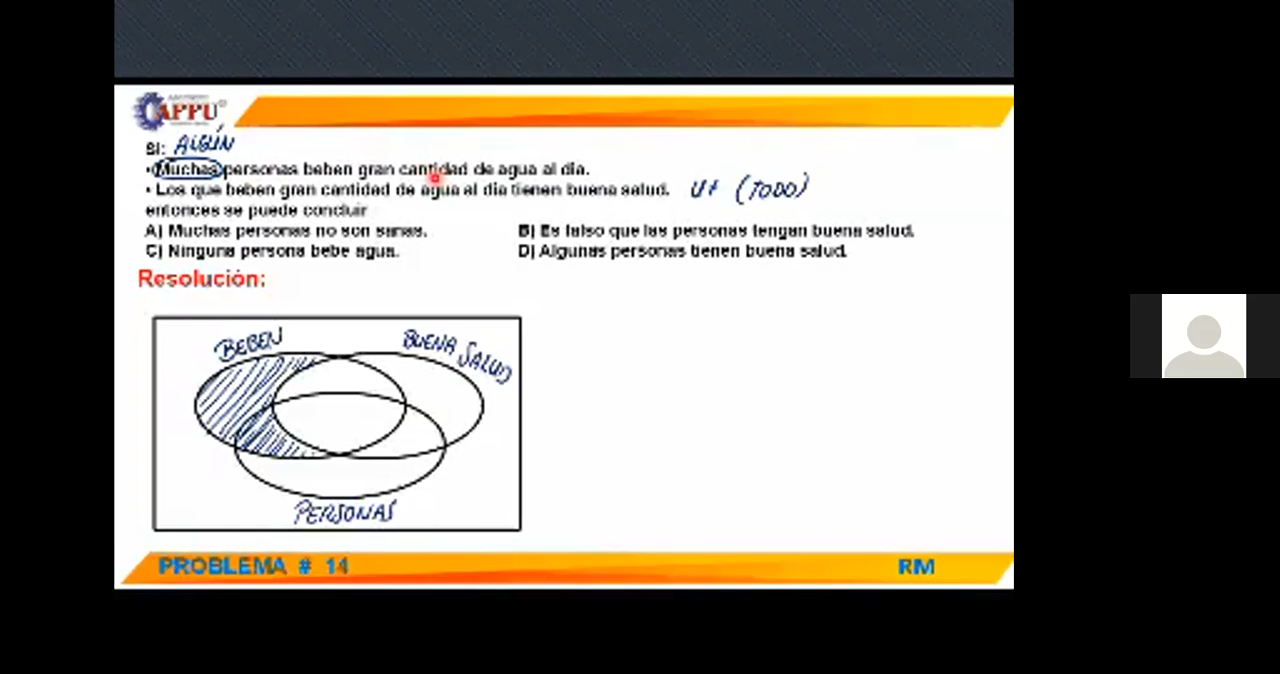 APPU
Si: ALGÚN
• Muchas personas beben gran cantidad de agua al día.
• Los que beben gran cantidad de agua al día tienen buena salud. U+ (TODO)
entonces se puede concluir
A) Muchas personas no son sanas. B) Es falso que las personas tengan buena salud.
C) Ninguna persona bebe agua. D) Algunas personas tienen buena salud.
Resolución:
BEBEN BUENA SALUD
PERSONAS
PROBLEMA # 14 RM